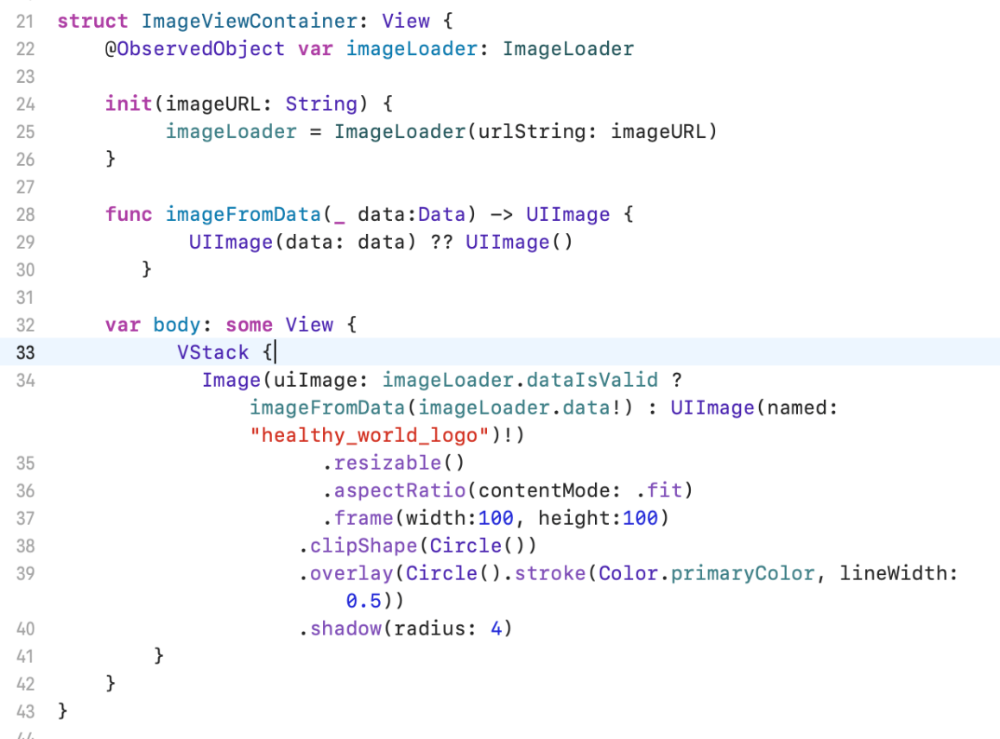 21 struct ImageViewContainer: View {
22 @ObservedObject var imageLoader: ImageLoader
23
24 init(imageURL: String) {
25 imageLoader = ImageLoader(urlString: imageURL)
26 }
27
28 func imageFromData(_ data:Data) -> UIImage {
29 UIImage(data: data) ?? UIImage()
30 }
31
32 var body: some View {
33 VStack {
34 Image(uiImage: imageLoader.dataIsValid ?
imageFromData(imageLoader.data!) : UIImage(named:
"healthy_world_logo")!)
35 .resizable()
36 .aspectRatio(contentMode: .fit)
37 .frame(width:100, height:100)
38 .clipShape(Circle())
39 .overlay(Circle().stroke(Color.primaryColor, lineWidth:
0.5))
40 .shadow(radius: 4)
41 }
42 }
43 }